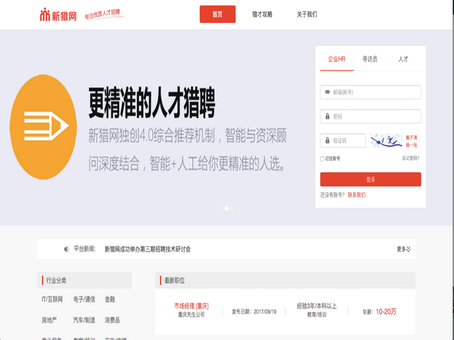 新猎网
专注优质人才招聘
首页
猎才攻略
关于我们
企业HR
寻访员
人才
更精准的人才猎聘
新猎网独创4.0综合推荐机制，智能与资深顾
问深度结合，智能+人工给你更精准的人选。
邮箱(账号)
密码
验证码
看不清
换一张
记住账号
忘记密码?
登录
还没有账号? 联系我们
平台新闻:
新猎网成功举办第三期招聘技术研讨会
更多
行业分类
IT/互联网
电子/通信
金融
房地产
汽车/制造
消费品
最新职位
市场经理 [重庆]
重庆先生公司
发布日期: 2017/09/19
经验3年/本科以上
教育/培训
年薪: 10-20万